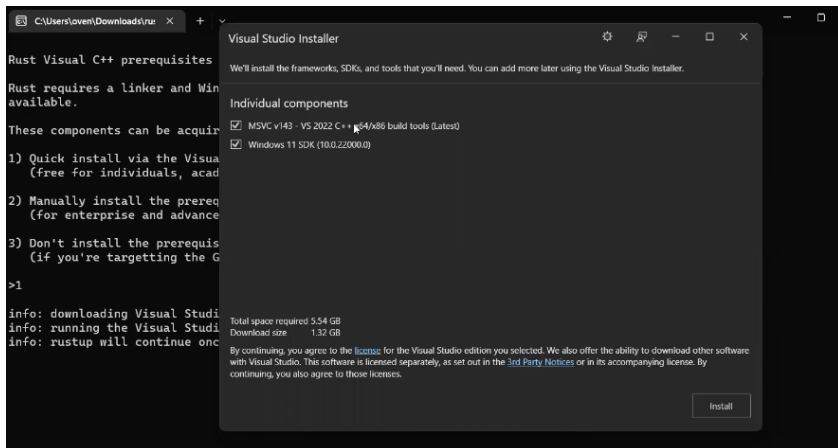 C:\Users\oven\Downloads\rus
Rust Visual C++ prerequisites
Rust requires a linker and Win
available.
These components can be acquir
1) Quick install via the Visua
(free for individuals, acad
2) Manually install the prereq
(for enterprise and advance
3) Don't install the prerequis
(if you're targetting the G
>1
info: downloading Visual Studi
info: running the Visual Studi
info: rustup will continue onc
Visual Studio Installer
We'll install the frameworks, SDKs, and tools that you'll need. You can add more later using the Visual Studio Installer.
Individual components
MSVC v143 - VS 2022 C++ x64/x86 build tools (Latest)
Windows 11 SDK (10.0.22000.0)
Total space required 5.54 GB
Download size 1.32 GB
By continuing, you agree to the license for the Visual Studio edition you selected. We also offer the ability to download other software
with Visual Studio. This software is licensed separately, as set out in the 3rd Party Notices or in its accompanying license. By
continuing, you also agree to those licenses.
Install